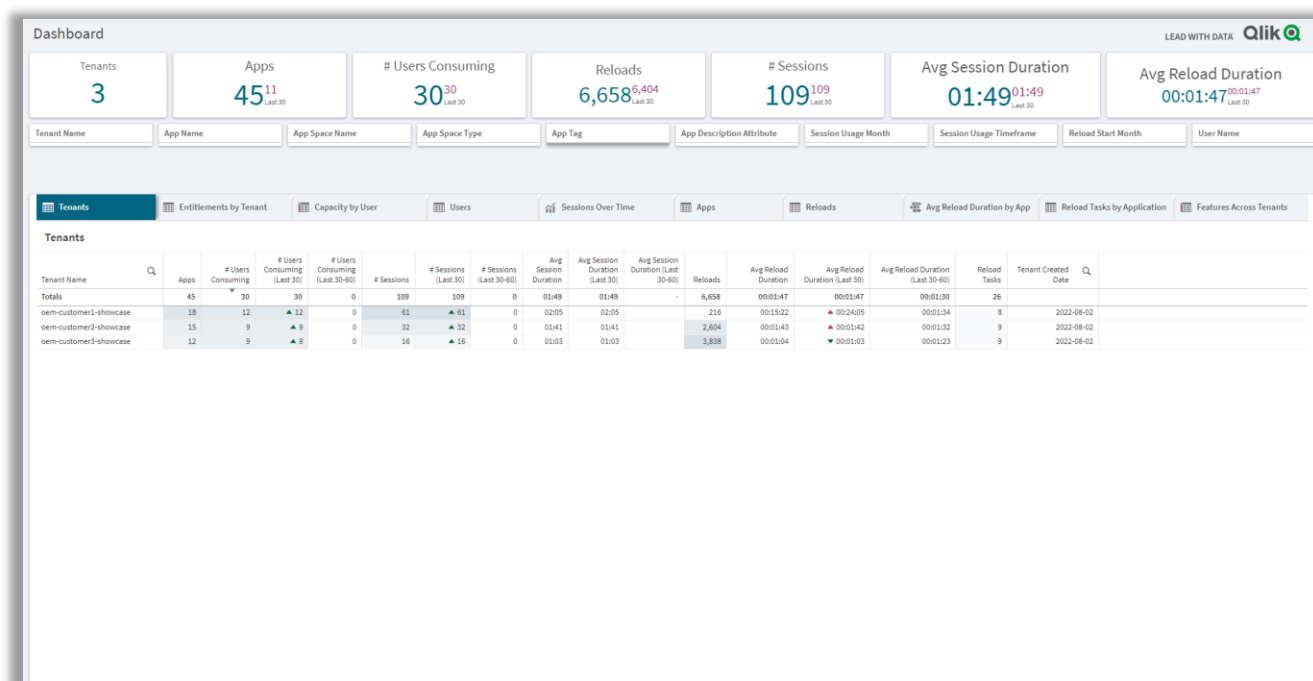 Dashboard
LEAD WITH DATA Qlik
Tenants
3
Apps
45 11 Last 30
# Users Consuming
30 30 Last 30
Reloads
6,658 6,404 Last 30
# Sessions
109 109 Last 30
Avg Session Duration
01:49 01:49 Last 30
Avg Reload Duration
00:01:47 00:01:47 Last 30
Tenant Name App Name App Space Name App Space Type App Tag App Description Attribute Session Usage Month Session Usage Timeframe Reload Start Month User Name
Tenants Entitlements by Tenant Capacity by User Users Sessions Over Time Apps Reloads Avg Reload Duration by App Reload Tasks by Application Features Across Tenants
Tenants
Tenant Name Apps # Users Consuming # Users Consuming (Last 30) # Users Consuming (Last 30-60) # Sessions # Sessions (Last 30) # Sessions (Last 30-60) Avg Session Duration Avg Session Duration (Last 30) Avg Session Duration (Last 30-60) Reloads Avg Reload Duration Avg Reload Duration (Last 30) Avg Reload Duration (Last 30-60) Reload Tasks Tenant Created Date
Totals 45 30 30 0 109 109 0 01:49 01:49 - 6,658 00:01:47 00:01:47 00:01:30 26
oem-customer1-showcase 18 12 ▲ 12 0 61 ▲ 61 0 02:05 02:05 216 00:15:22 ▲ 00:24:05 00:01:34 8 2022-08-02
oem-customer2-showcase 15 9 ▲ 9 0 32 ▲ 32 0 01:41 01:41 2,604 00:01:43 ▲ 00:01:42 00:01:32 9 2022-08-02
oem-customer3-showcase 12 9 ▲ 9 0 16 ▲ 16 0 01:03 01:03 3,838 00:01:04 ▼ 00:01:03 00:01:23 9 2022-08-02